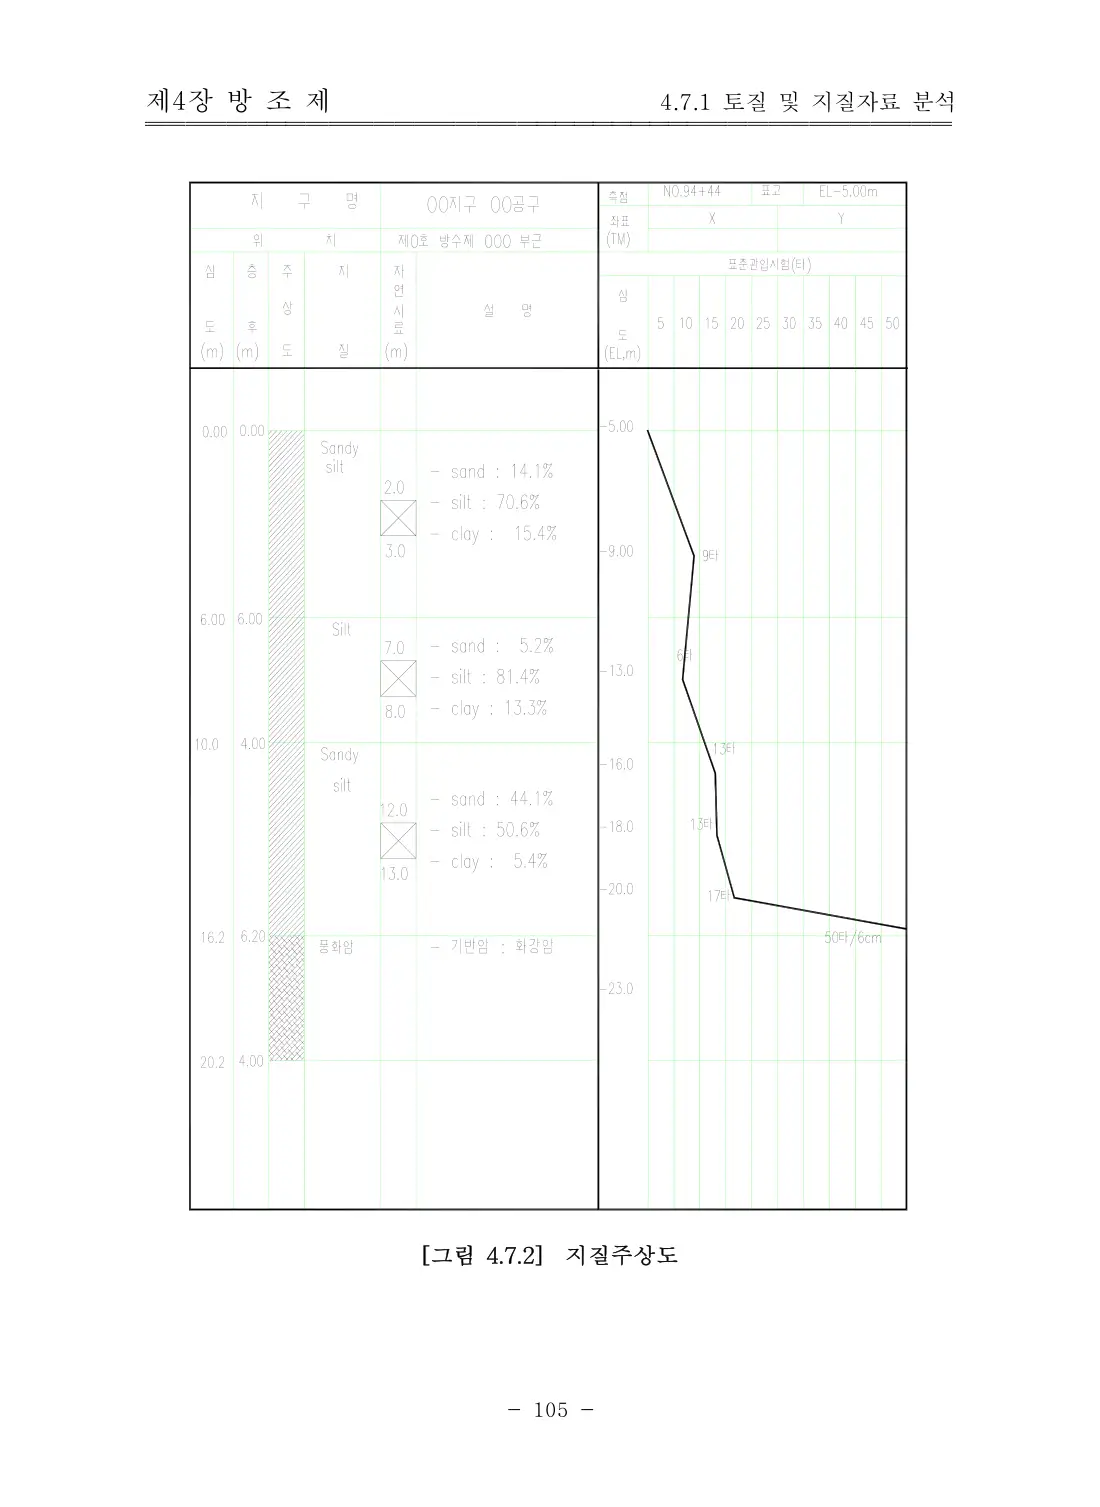 제4장 방 조 제
4.7.1 토질 및 지질자료 분석
지 구 명
00지구 00공구
위 치
제0호 방수제 000 부근
심 도 (m)
층 후 (m)
주 상 도
지 질
자 연 시 료 (m)
설 명
측점
NO.94+44
표고
EL-5.00m
좌표 (TM)
X
Y
심 도 (EL,m)
표준관입시험(타)
5 10 15 20 25 30 35 40 45 50
0.00 0.00
Sandy
silt
2.0
3.0
- sand : 14.1%
- silt : 70.6%
- clay : 15.4%
6.00 6.00
Silt
7.0
8.0
- sand : 5.2%
- silt : 81.4%
- clay : 13.3%
10.0 4.00
Sandy
silt
12.0
13.0
- sand : 44.1%
- silt : 50.6%
- clay : 5.4%
16.2 6.20
풍화암
- 기반암 : 화강암
20.2 4.00
-5.00
-9.00
9타
6타
-13.0
13타
-16.0
13타
-18.0
-20.0
17타
50타/6cm
-23.0
[그림 4.7.2] 지질주상도
- 105 -